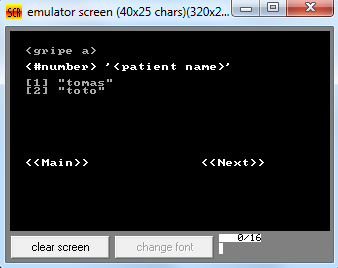 emulator screen (40x25 chars)(320x2...
<gripe a>
<#number> '<patient name>'
[1] "tomas"
[2] "toto"
<<Main>> <<Next>>
clear screen change font 0/16